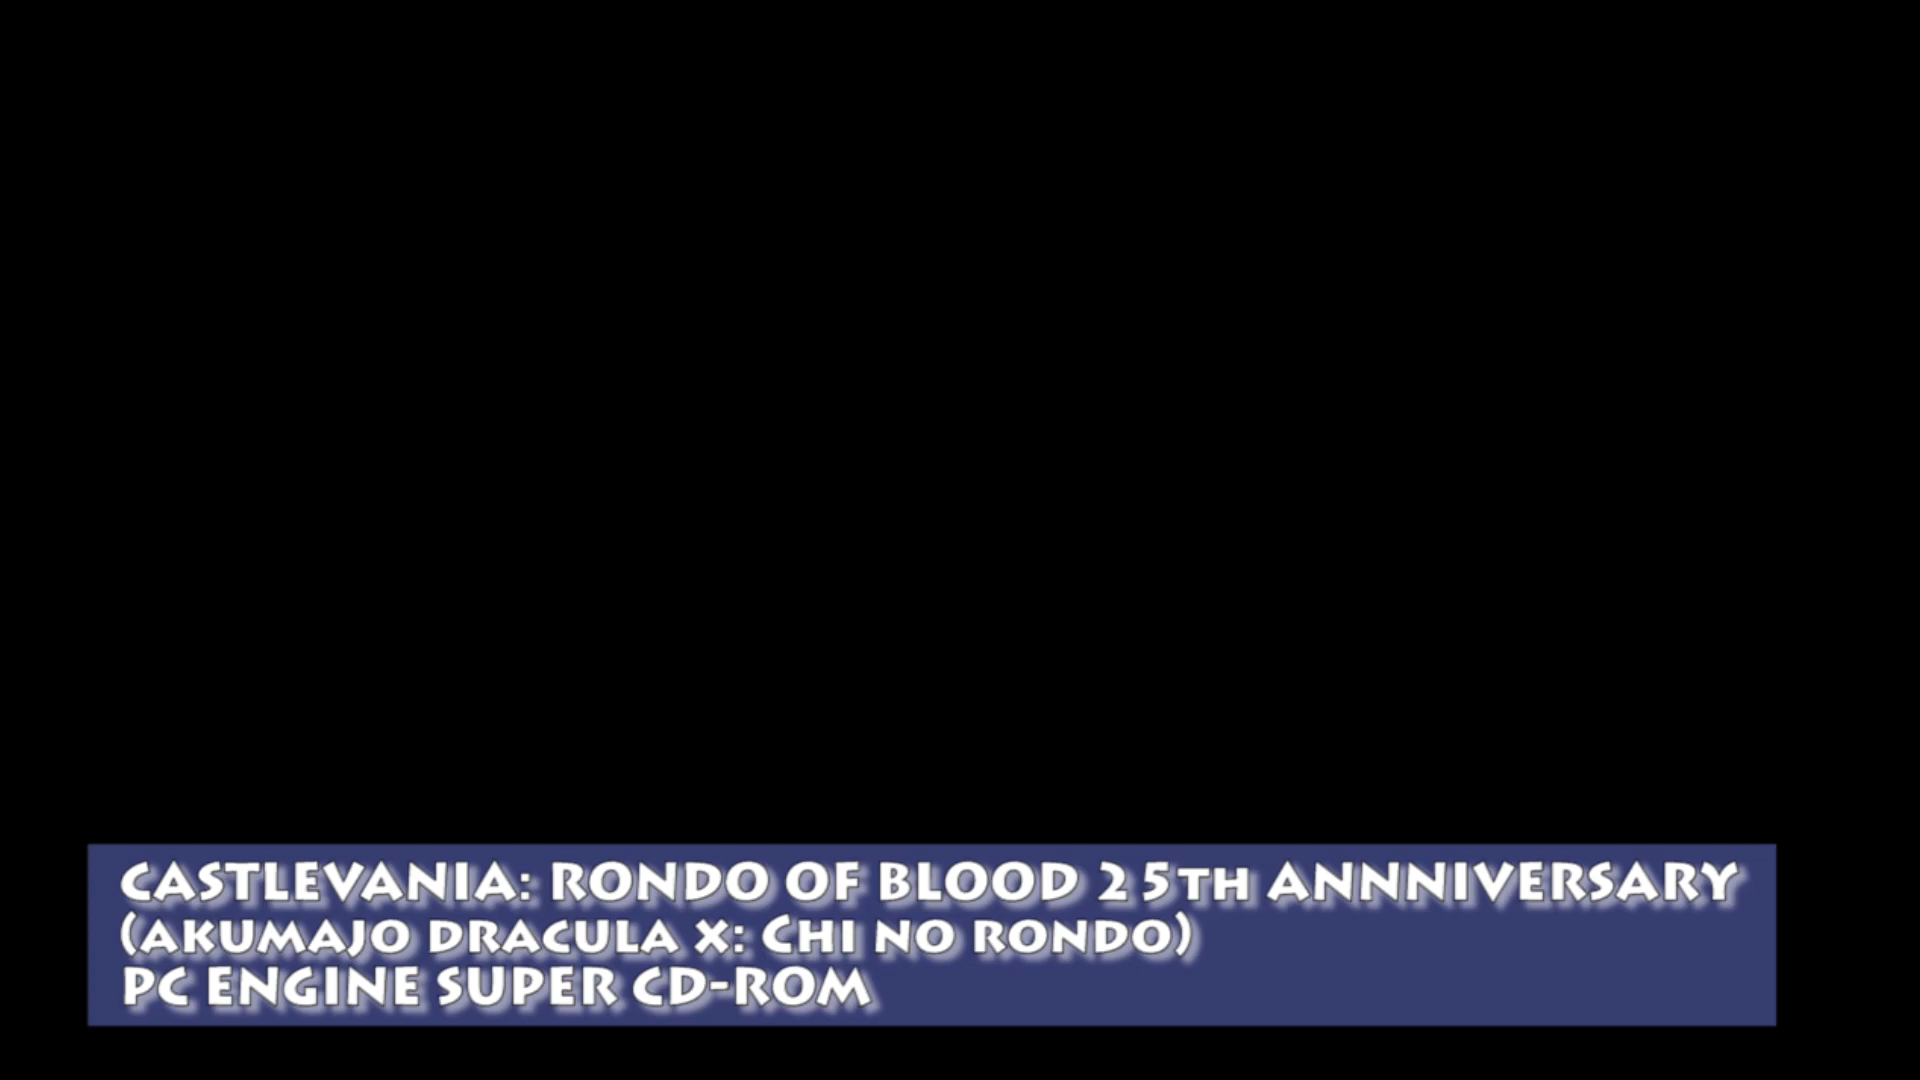 CASTLEVANIA: RONDO OF BLOOD 25TH ANNNIVERSARY
(AKUMAJO DRACULA X: CHI NO RONDO)
PC ENGINE SUPER CD-ROM